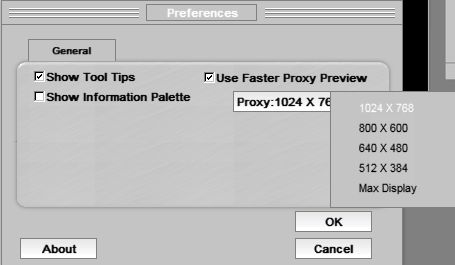 Preferences
General
Show Tool Tips
Use Faster Proxy Preview
Show Information Palette
Proxy:1024 X 76
1024 X 768
800 X 600
640 X 480
512 X 384
Max Display
OK
About
Cancel